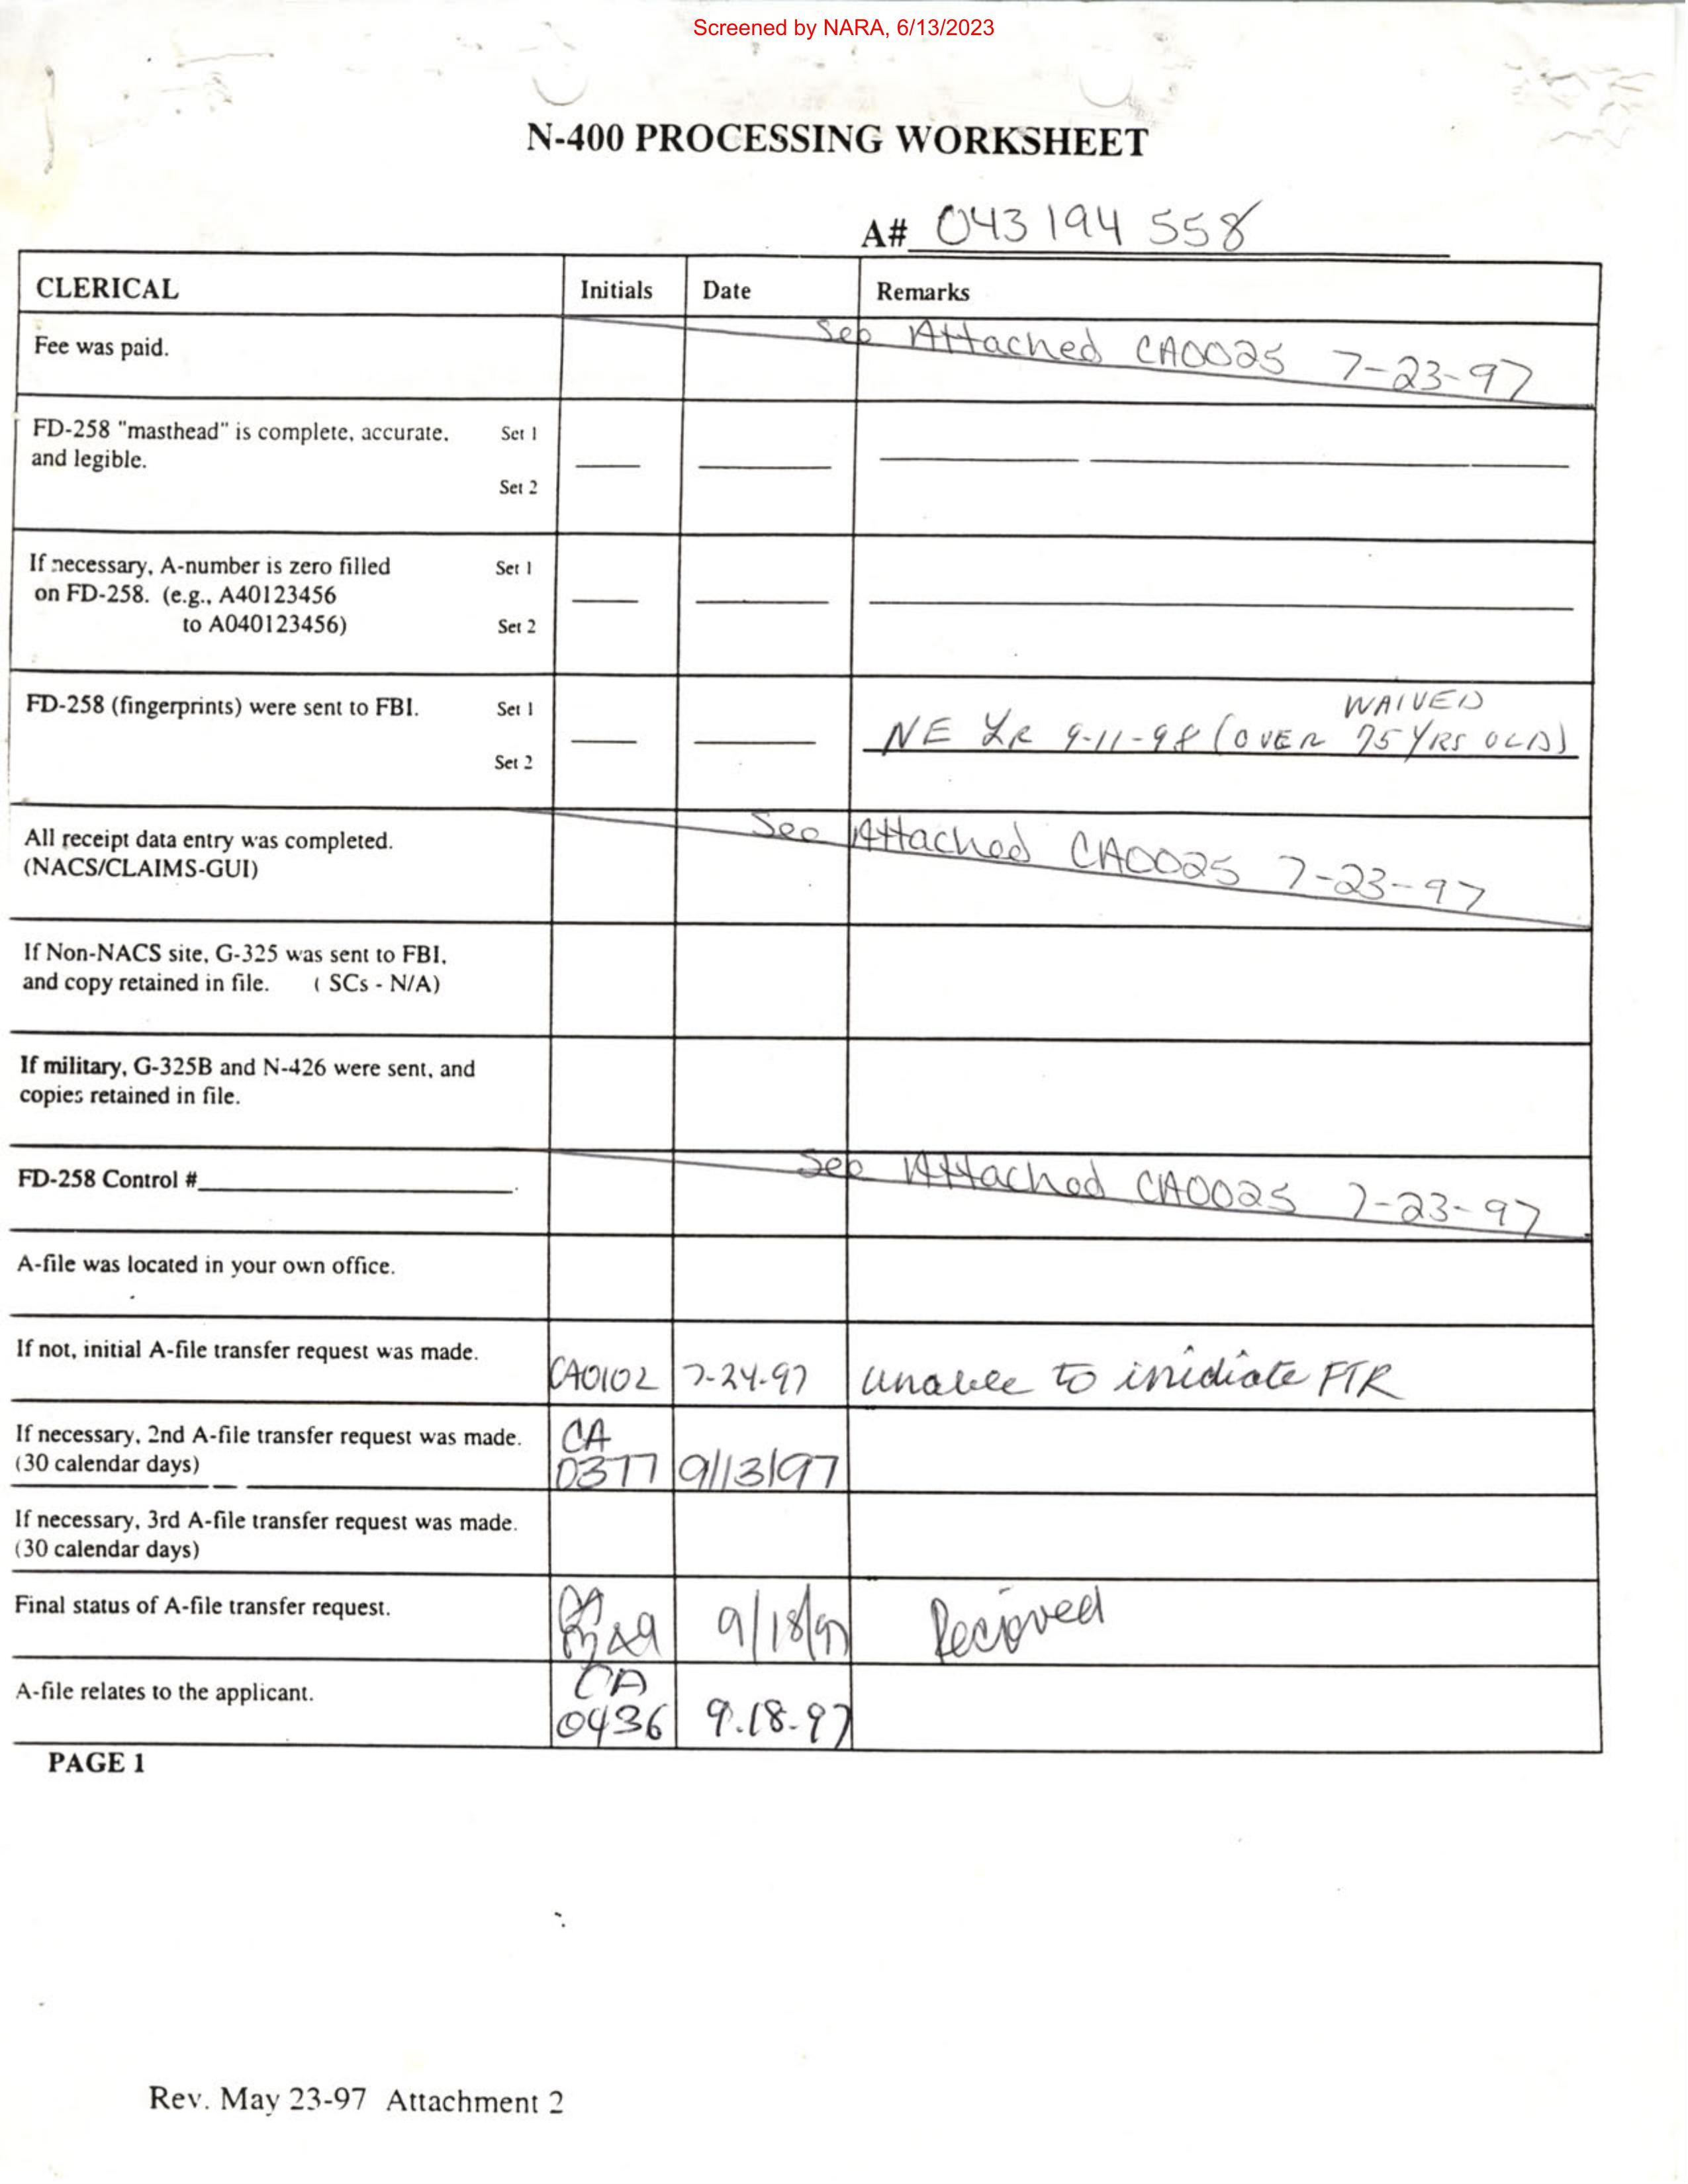 Screened by NARA, 6/13/2023
N-400 PROCESSING WORKSHEET
A# 043 194 558
CLERICAL Initials Date Remarks
Fee was paid. See Attached CA0025 7-23-97
FD-258 "masthead" is complete, accurate, Set 1
and legible.
Set 2
If necessary, A-number is zero filled Set 1
on FD-258. (e.g., A40123456
to A040123456) Set 2
WAIVED
FD-258 (fingerprints) were sent to FBI. Set 1 NE 9-11-98 (OVER 75 YRS OLD)
Set 2
All receipt data entry was completed. See Attached CA0025 7-23-97
(NACS/CLAIMS-GUI)
If Non-NACS site, G-325 was sent to FBI,
and copy retained in file. ( SCs - N/A)
If military, G-325B and N-426 were sent, and
copies retained in file.
FD-258 Control # See Attached CA0025 7-23-97
A-file was located in your own office.
If not, initial A-file transfer request was made. CA0102 7-24-97 unable to inidiate FTR
If necessary, 2nd A-file transfer request was made. CA
(30 calendar days) 0377 9/13/97
If necessary, 3rd A-file transfer request was made.
(30 calendar days)
Final status of A-file transfer request. 9/18/97 Recieved
A-file relates to the applicant. CA
0436 9.18.97
PAGE 1
Rev. May 23-97 Attachment 2